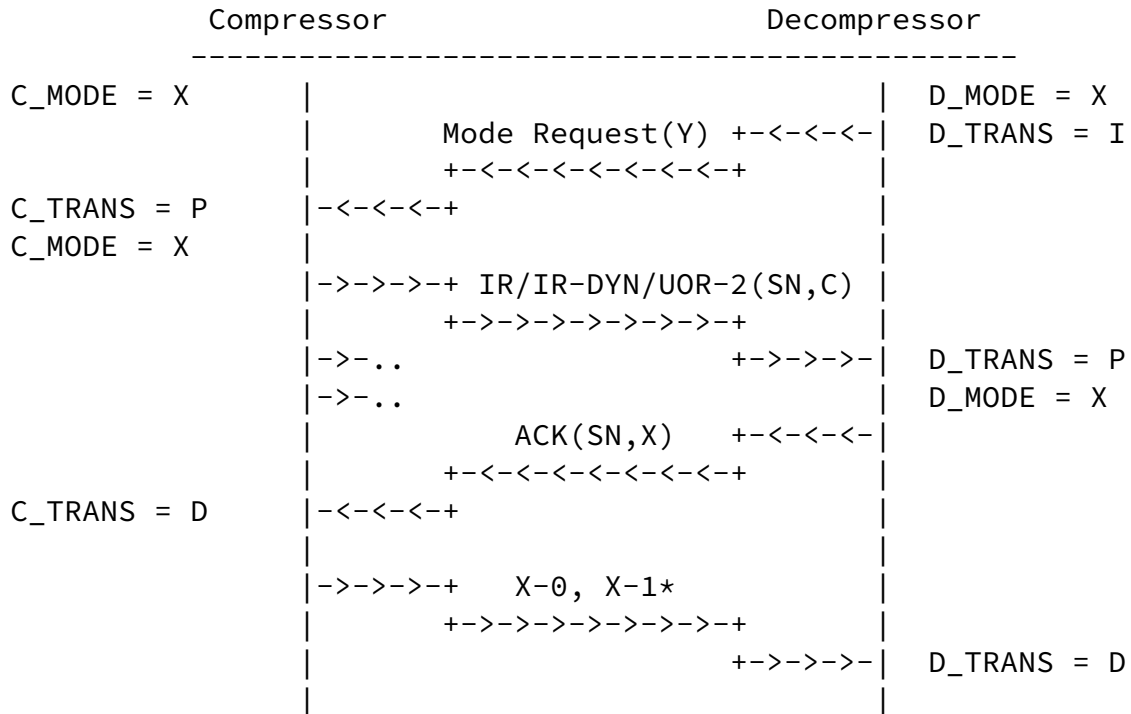 Compressor                     Decompressor
----------------------------------------------
C_MODE = X      |                                |  D_MODE = X
                |       Mode Request(Y) +-<-<-<-|  D_TRANS = I
                |       +-<-<-<-<-<-<-<-+       |
C_TRANS = P     |-<-<-<-+                       |
C_MODE = X      |                               |
                |->->->-+ IR/IR-DYN/UOR-2(SN,C) |
                |       +->->->->->->->-+       |
                |->-..                  +->->->-|  D_TRANS = P
                |->-..                          |  D_MODE = X
                |           ACK(SN,X)   +-<-<-<-|
                |       +-<-<-<-<-<-<-<-+       |
C_TRANS = D     |-<-<-<-+                       |
                |                               |
                |->->->-+   X-0, X-1*           |
                |       +->->->->->->->-+       |
                |                       +->->->-|  D_TRANS = D
                |                               |